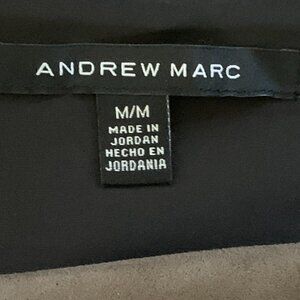 ANDREW MARC
M/M
MADE IN
JORDAN
HECHO EN
JORDANIA